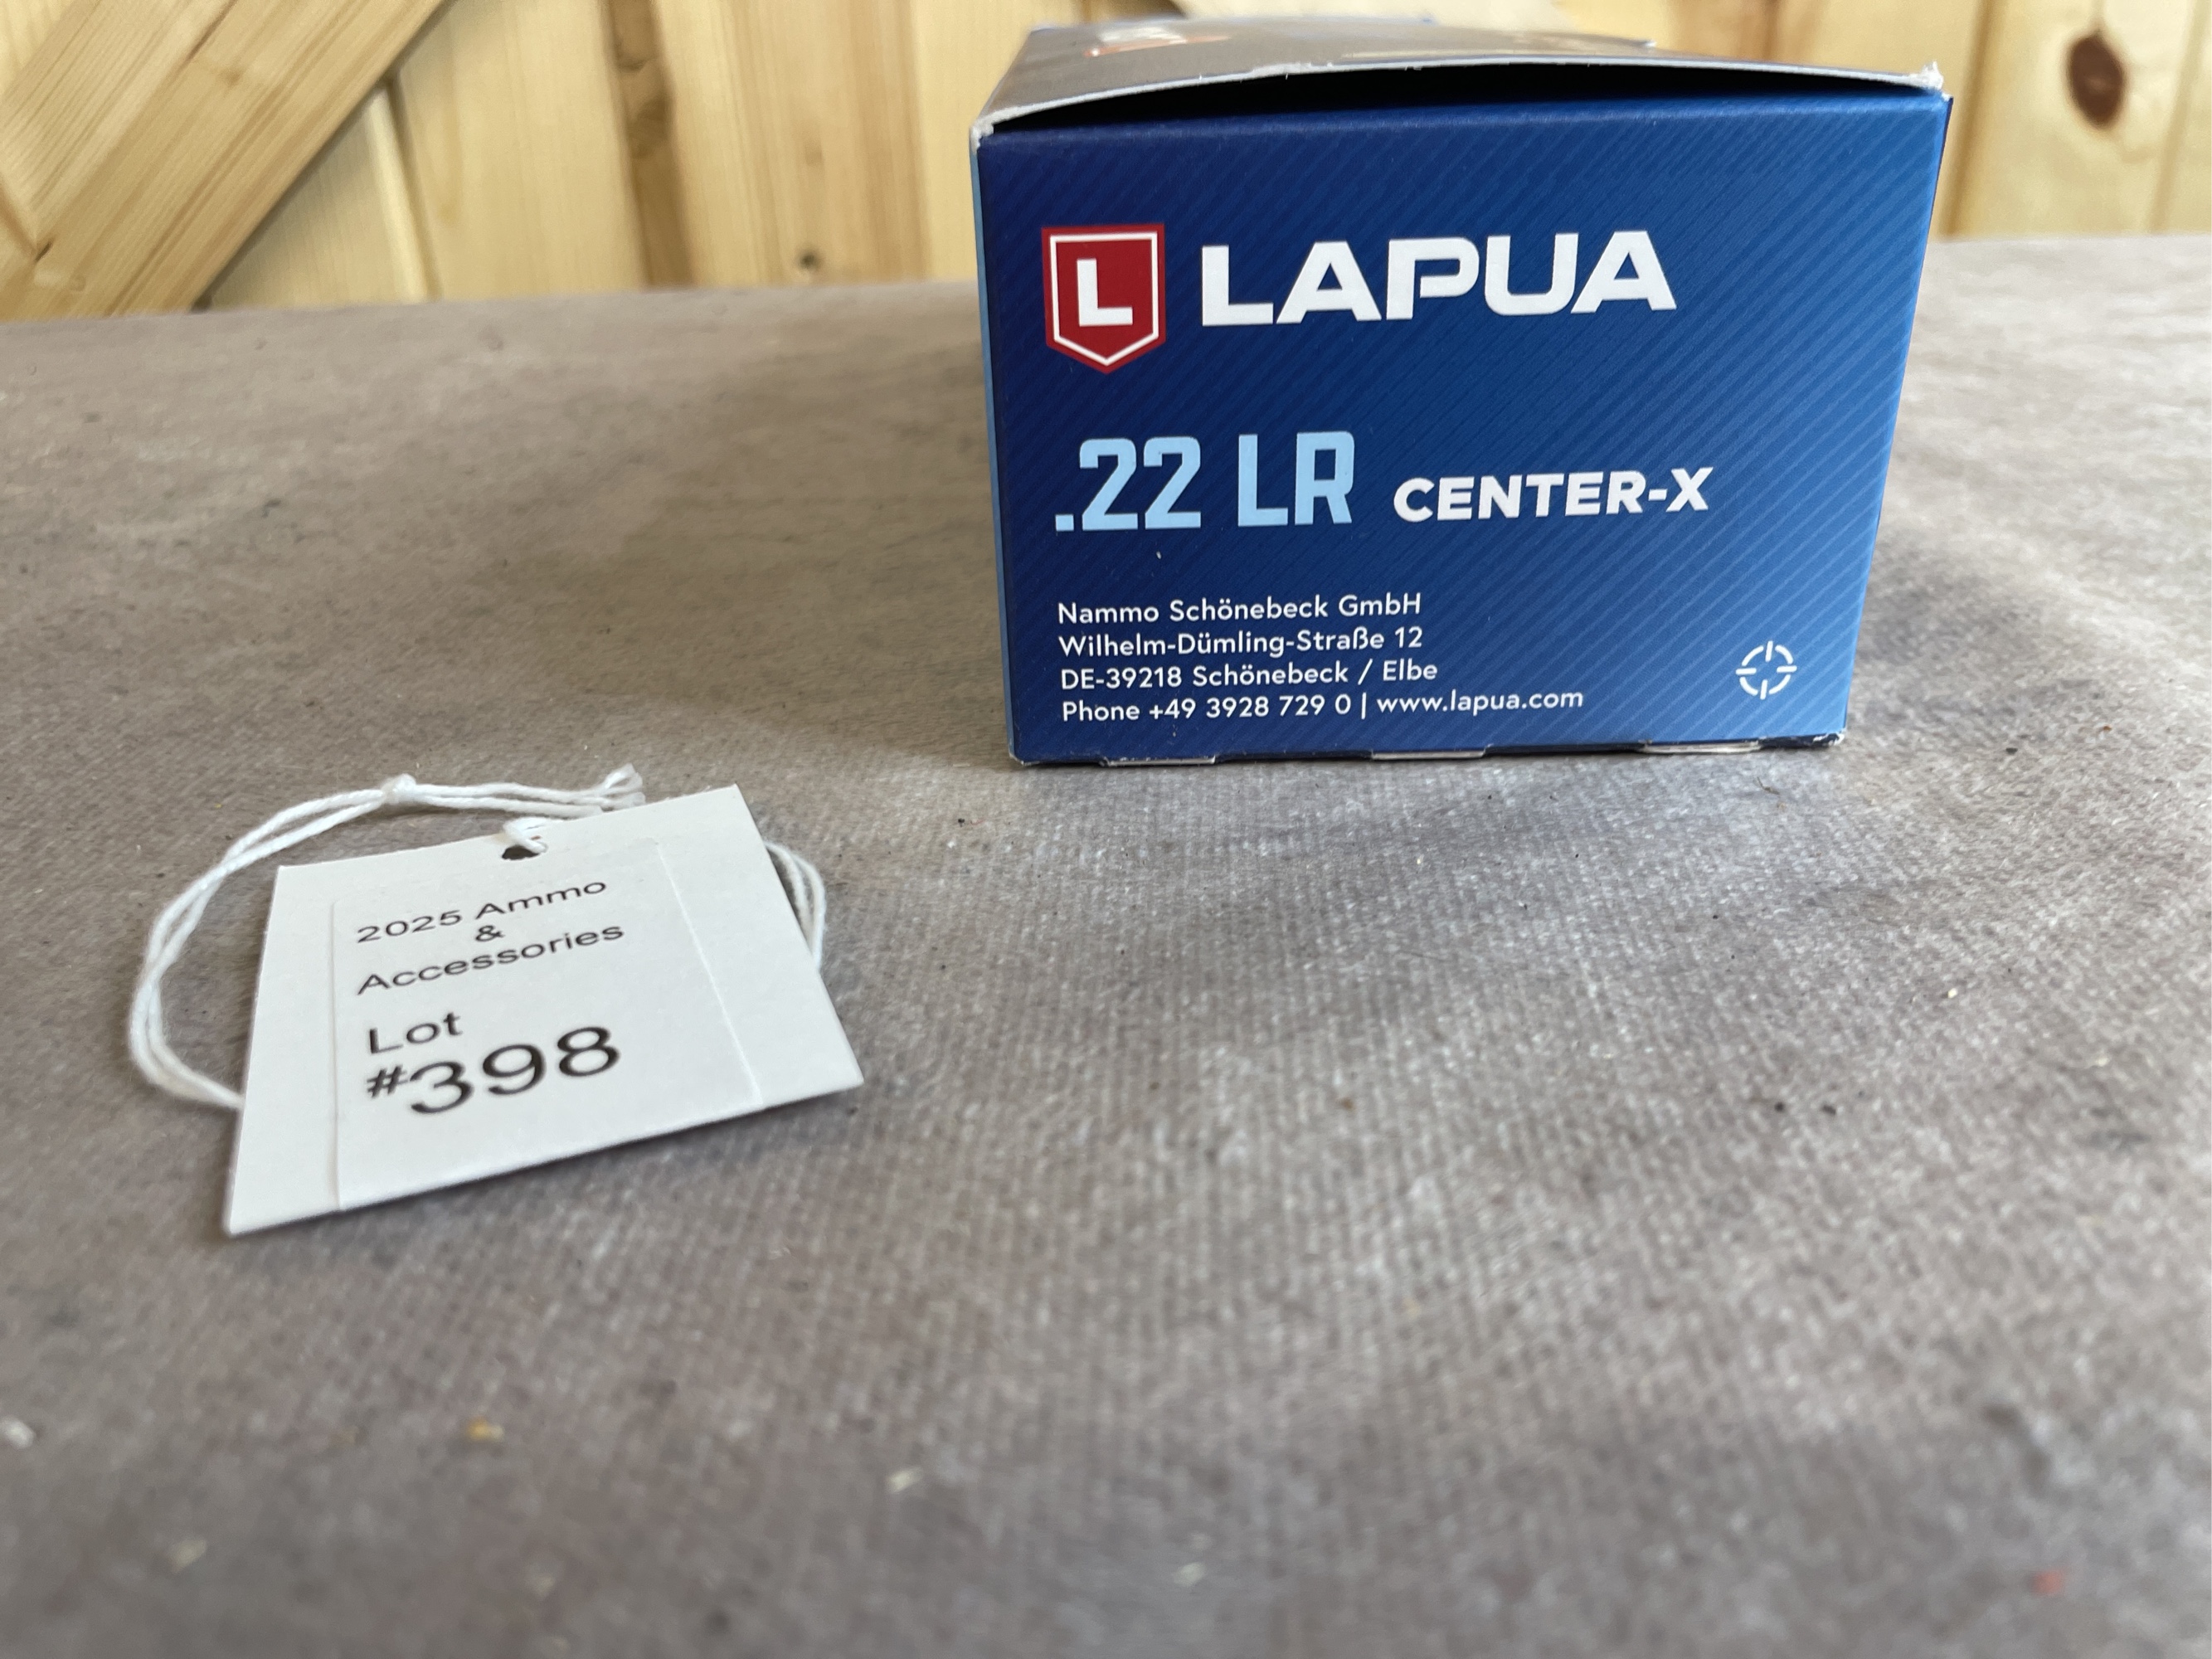 L LAPUA
.22 LR CENTER-X
Nammo Schönebeck GmbH
Wilhelm-Dümling-Straße 12
DE-39218 Schönebeck / Elbe
Phone +49 3928 729 0 | www.lapua.com
2025 Ammo
&
Accessories
Lot
#398